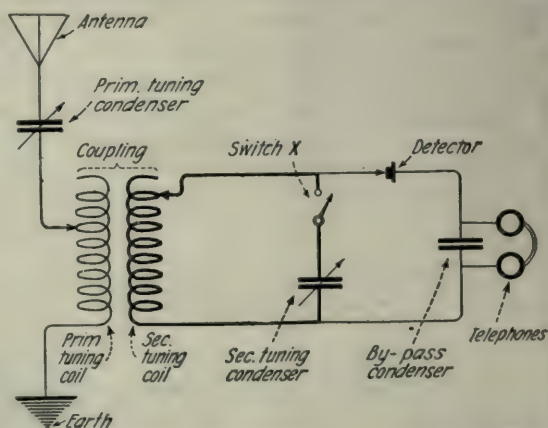 Antenna
Prim. tuning
condenser
Coupling
Switch X
Detector
Prim
tuning
coil
Sec.
tuning
coil
Sec. tuning
condenser
By-pass
condenser
Telephones
Earth